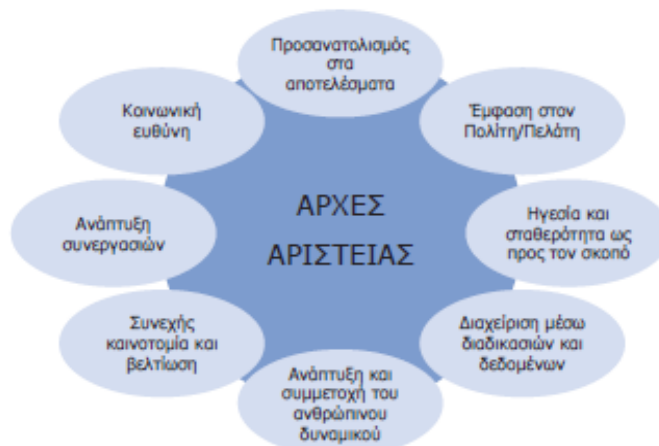 Προσανατολισμός
στα
αποτελέσματα
Έμφαση στον
Πολίτη/Πελάτη
Ηγεσία και
σταθερότητα ως
προς τον σκοπό
Διαχείριση μέσω
διαδικασιών και
δεδομένων
Ανάπτυξη και
συμμετοχή του
ανθρώπινου
δυναμικού
Συνεχής
καινοτομία και
βελτίωση
Ανάπτυξη
συνεργασιών
Κοινωνική
ευθύνη
ΑΡΧΕΣ
ΑΡΙΣΤΕΙΑΣ